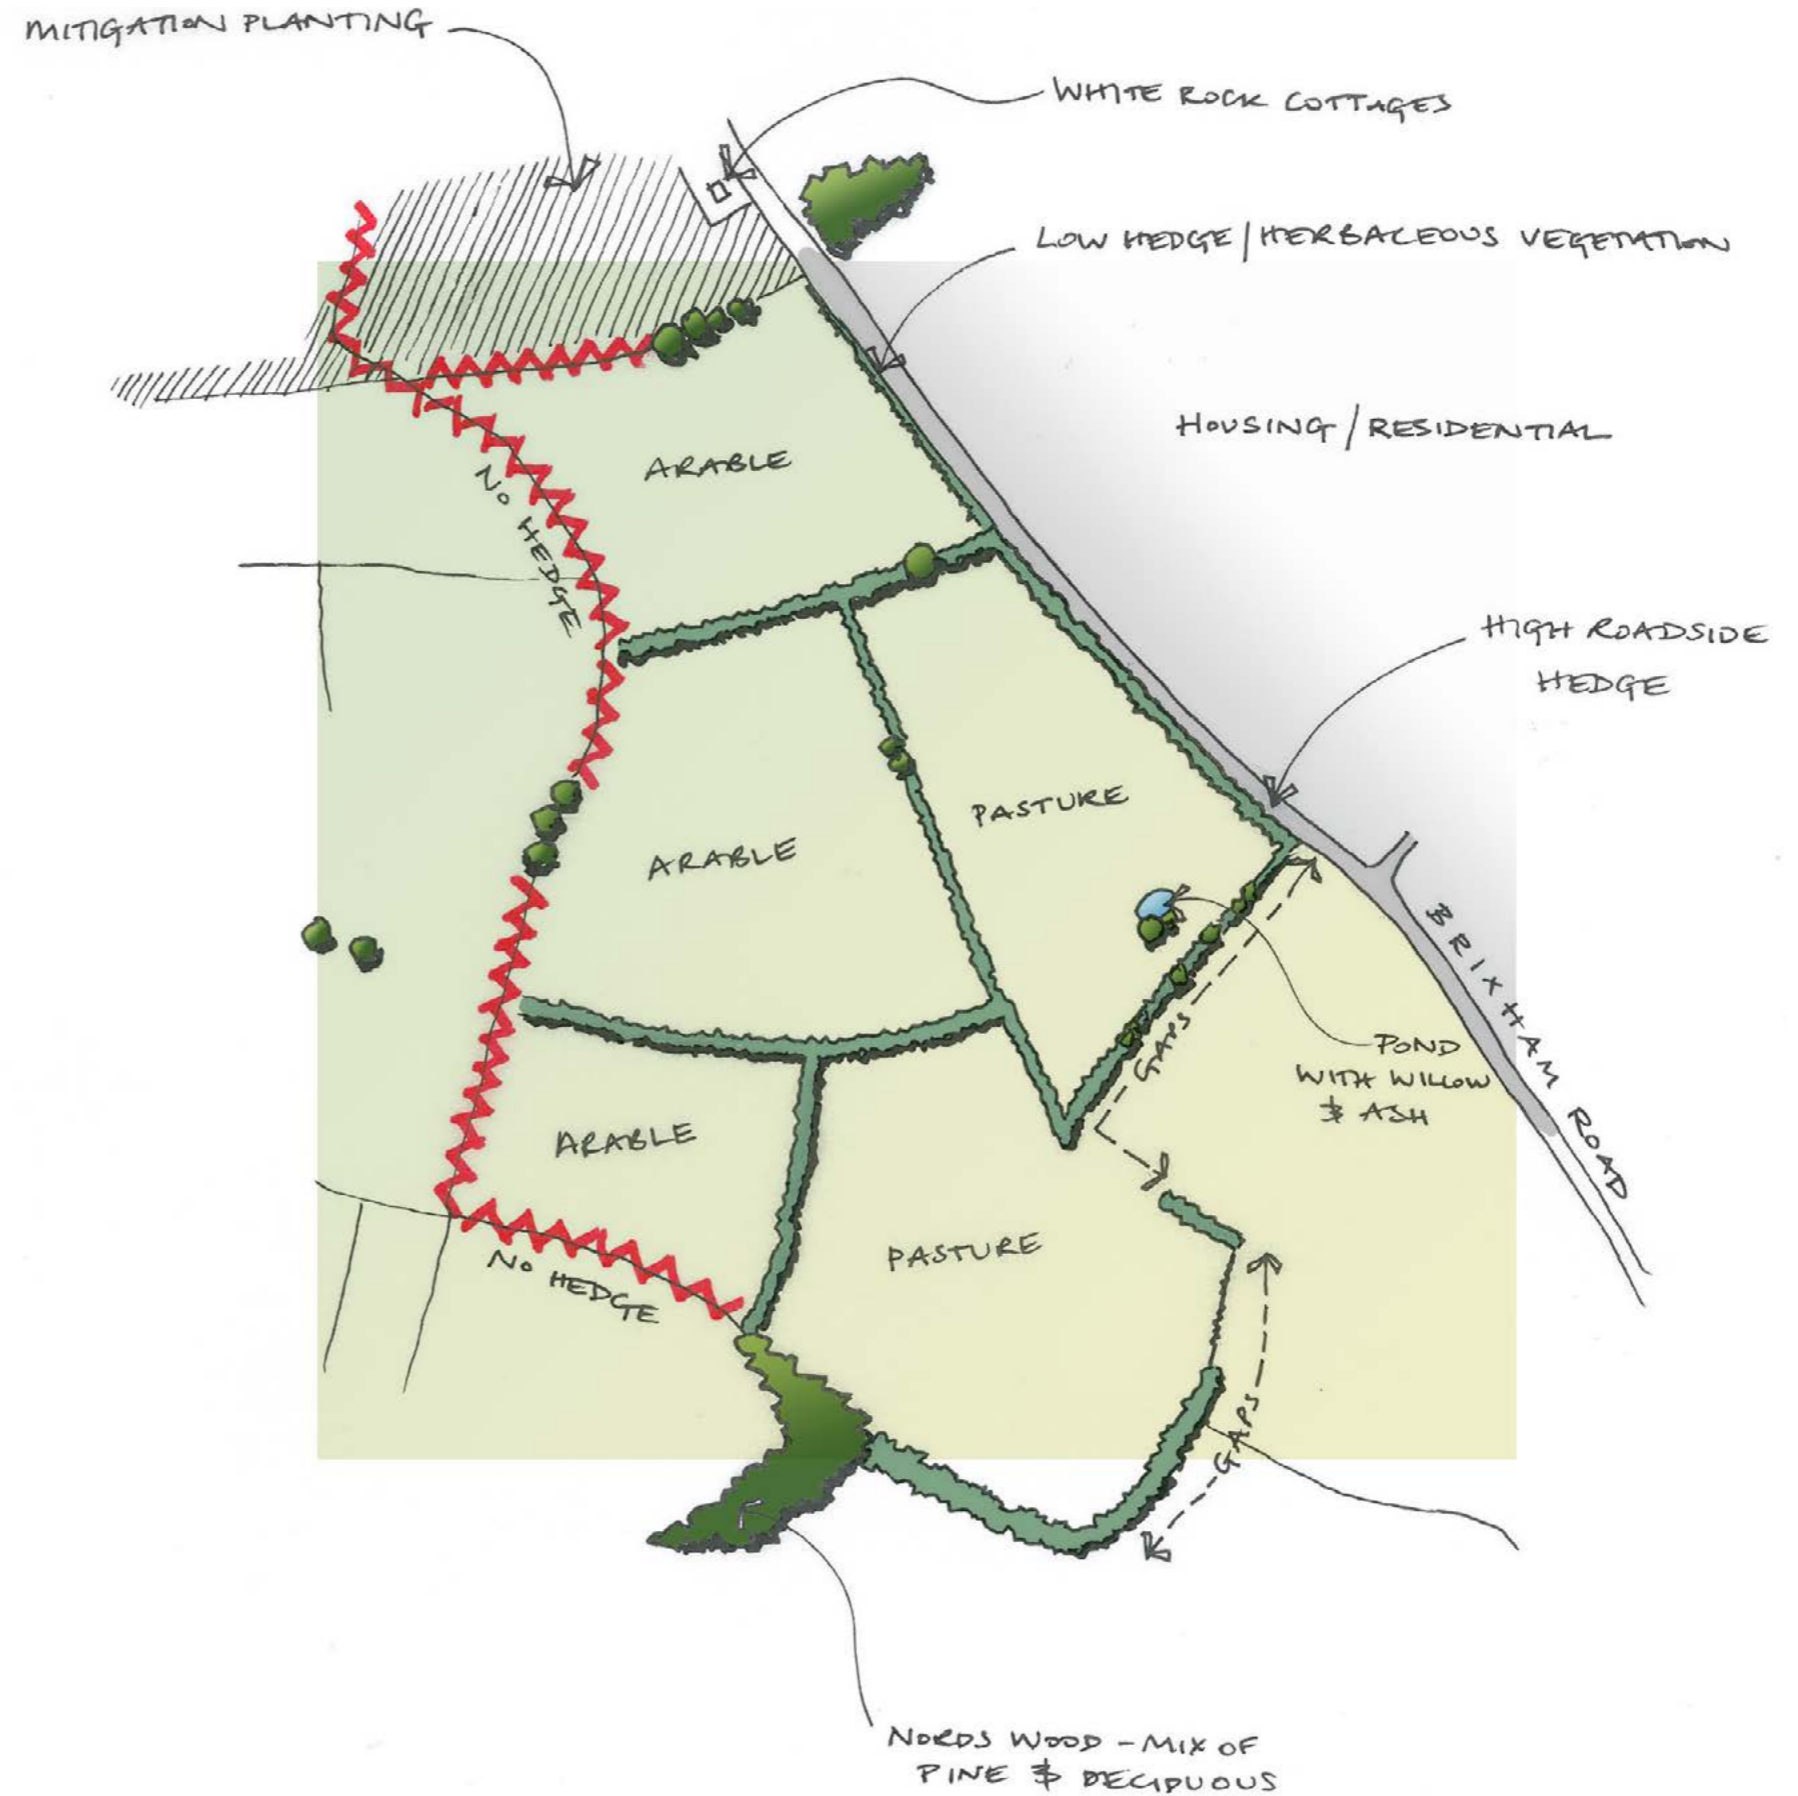 MITIGATION PLANTING
WHITE ROCK COTTAGES
LOW HEDGE/HERBACEOUS VEGETATION
HOUSING/RESIDENTIAL
ARABLE
NO HEDGE
HIGH ROADSIDE
HEDGE
PASTURE
ARABLE
BRIXHAM ROAD
GAPS
POND
WITH WILLOW
& ASH
ARABLE
PASTURE
NO HEDGE
GAPS
NORDS WOOD - MIX OF
PINE & DECIDUOUS